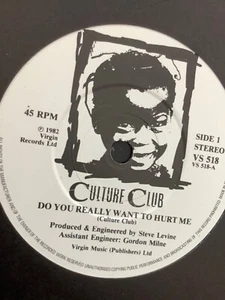 45 RPM
℗ 1982
Virgin
Records Ltd
SIDE 1
STEREO
VS 518
VS 518-A
CULTURE CLUB
DO YOU REALLY WANT TO HURT ME
(Culture Club)
Produced & Engineered by Steve Levine
Assistant Engineer: Gordon Milne
Virgin Music (Publishers) Ltd